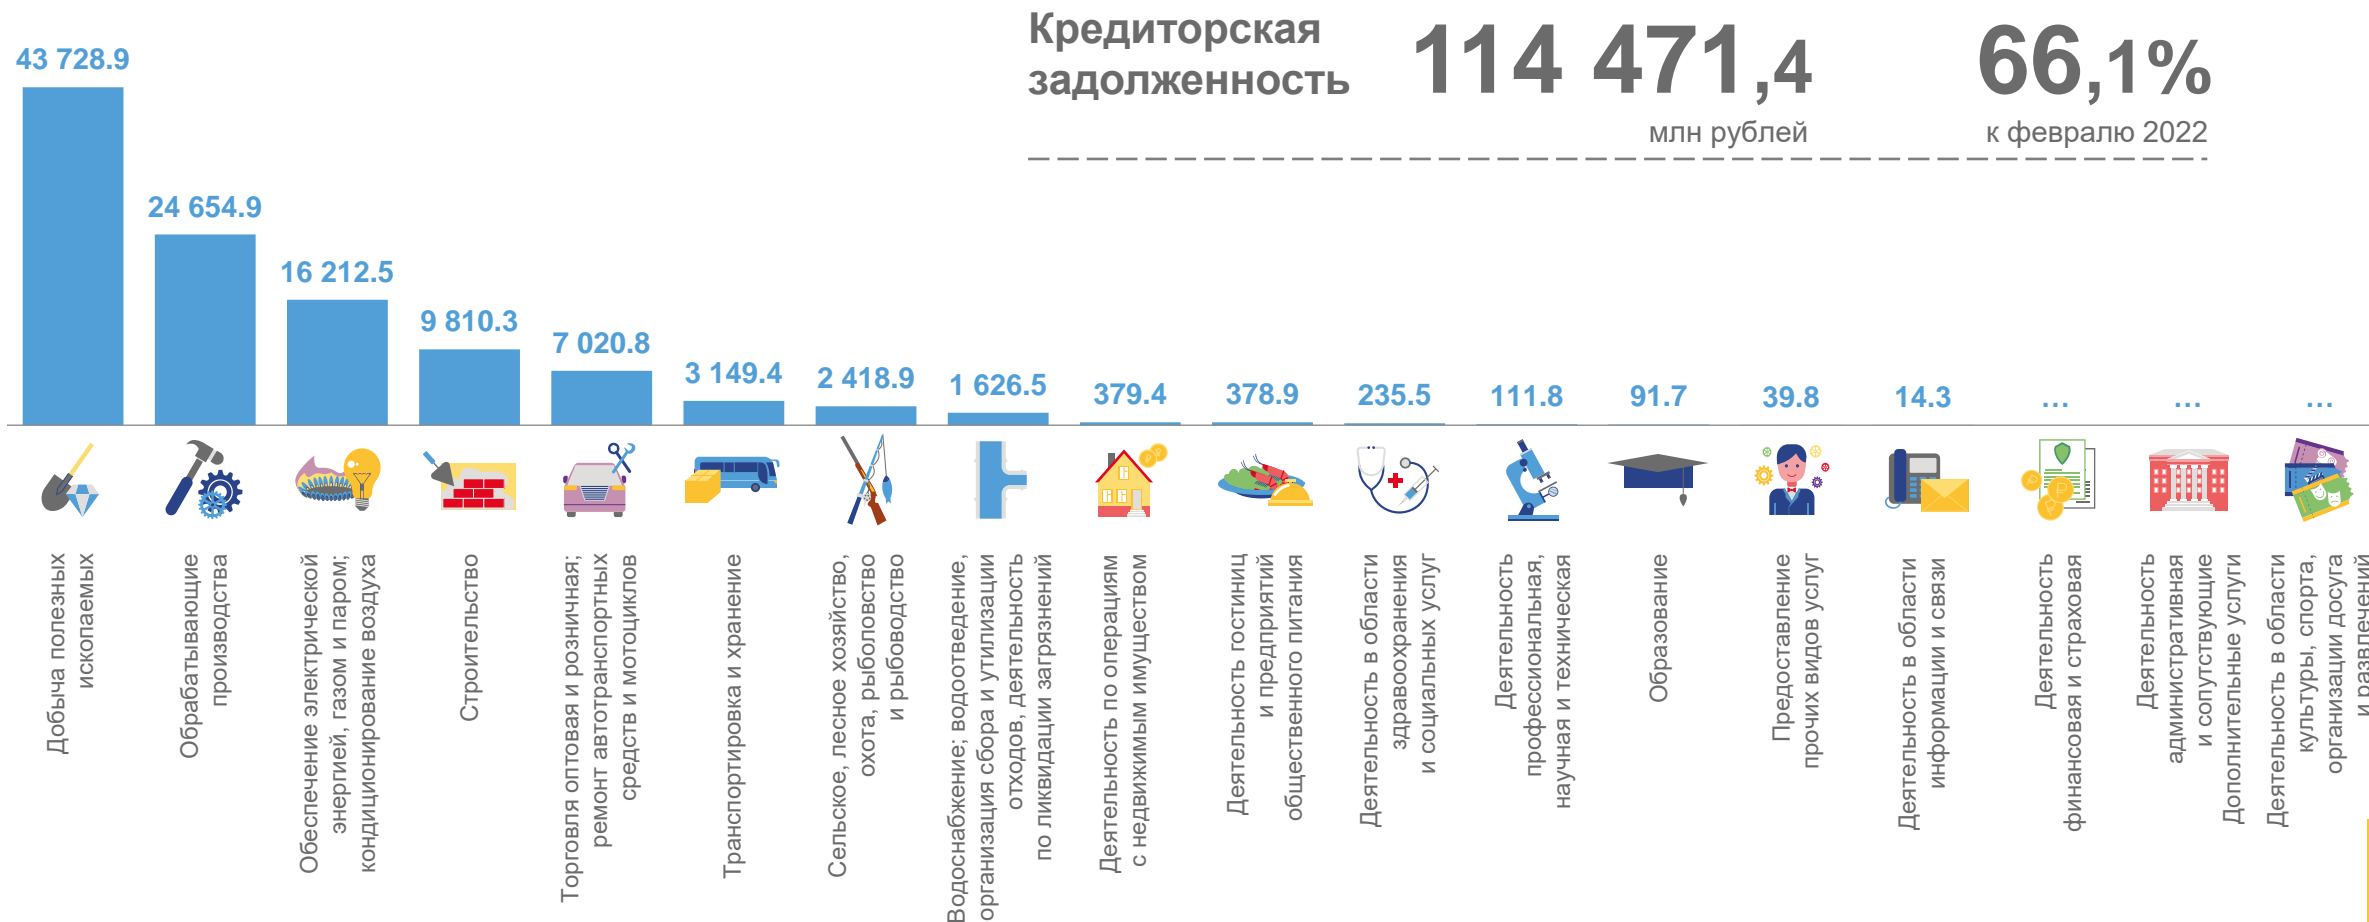 Кредиторская
задолженность
114 471,4
млн рублей
66,1%
к февралю 2022
43 728.9
24 654.9
16 212.5
9 810.3
7 020.8
3 149.4
2 418.9
1 626.5
379.4
378.9
235.5
111.8
91.7
39.8
14.3
...
...
...
Добыча полезных
ископаемых
Обрабатывающие
производства
Обеспечение электрической
энергией, газом и паром;
кондиционирование воздуха
Строительство
Торговля оптовая и розничная;
ремонт автотранспортных
средств и мотоциклов
Транспортировка и хранение
Сельское, лесное хозяйство,
охота, рыболовство
и рыбоводство
Водоснабжение; водоотведение,
организация сбора и утилизации
отходов, деятельность
по ликвидации загрязнений
Деятельность по операциям
с недвижимым имуществом
Деятельность гостиниц
и предприятий
общественного питания
Деятельность в области
здравоохранения
и социальных услуг
Деятельность
профессиональная,
научная и техническая
Образование
Предоставление
прочих видов услуг
Деятельность в области
информации и связи
Деятельность
финансовая и страховая
Деятельность
административная
и сопутствующие
Дополнительные услуги
Деятельность в области
культуры, спорта,
организации досуга
и развлечений